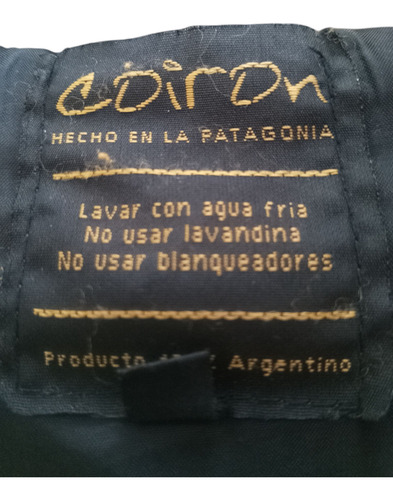 COirOn
HECHO EN LA PATAGONIA
Lavar con agua fria
No usar lavandina
No usar blanqueadores
Producto Argentino